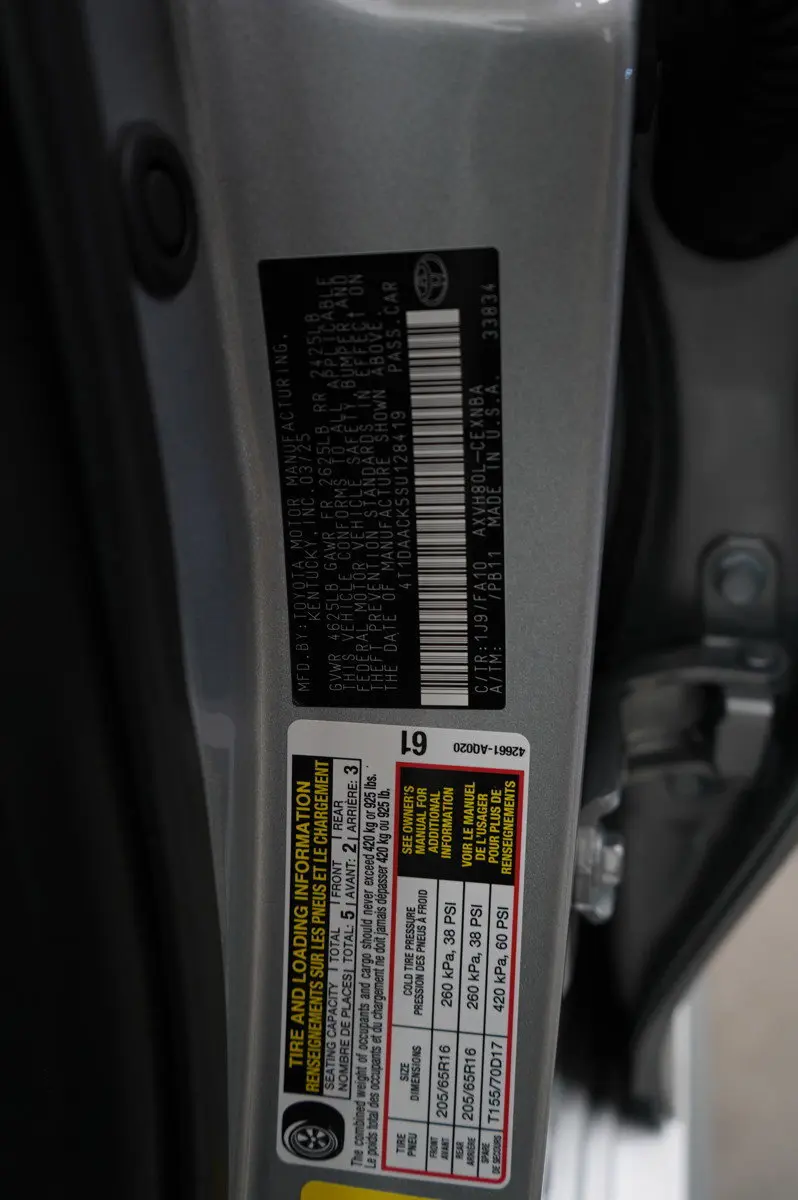 MFD.BY:TOYOTA MOTOR MANUFACTURING,
KENTUCKY, INC. 03/25
GVWR 4625LB GAWR FR 2625LB RR 2425LB
THIS VEHICLE CONFORMS TO ALL APPLICABLE
FEDERAL MOTOR VEHICLE SAFETY, BUMPER, AND
THEFT PREVENTION STANDARDS IN EFFECT ON
THE DATE OF MANUFACTURE SHOWN ABOVE.
4T1DAACK5SU128419 PASS.CAR
C/TR:1J9/FA10 AXVH80L-CEXNBA
A/TM: /PB11 MADE IN U.S.A. 33834
TIRE AND LOADING INFORMATION
RENSEIGNEMENTS SUR LES PNEUS ET LE CHARGEMENT
SEATING CAPACITY TOTAL FRONT REAR
NOMBRE DE PLACES TOTAL: 5 AVANT: 2 ARRIÈRE: 3
The combined weight of occupants and cargo should never exceed 420 kg or 925 lbs.
Le poids total des occupants et du chargement ne doit jamais dépasser 420 kg ou 925 lb.
61
42661-AQ020
TIRE SIZE COLD TIRE PRESSURE
PNEU DIMENSIONS PRESSION DES PNEUS À FROID
FRONT
AVANT 205/65R16 260 kPa, 38 PSI
REAR
ARRIÈRE 205/65R16 260 kPa, 38 PSI
SPARE
DE SECOURS T155/70D17 420 kPa, 60 PSI
SEE OWNER'S
MANUAL FOR
ADDITIONAL
INFORMATION
VOIR LE MANUEL
DE L'USAGER
POUR PLUS DE
RENSEIGNEMENTS